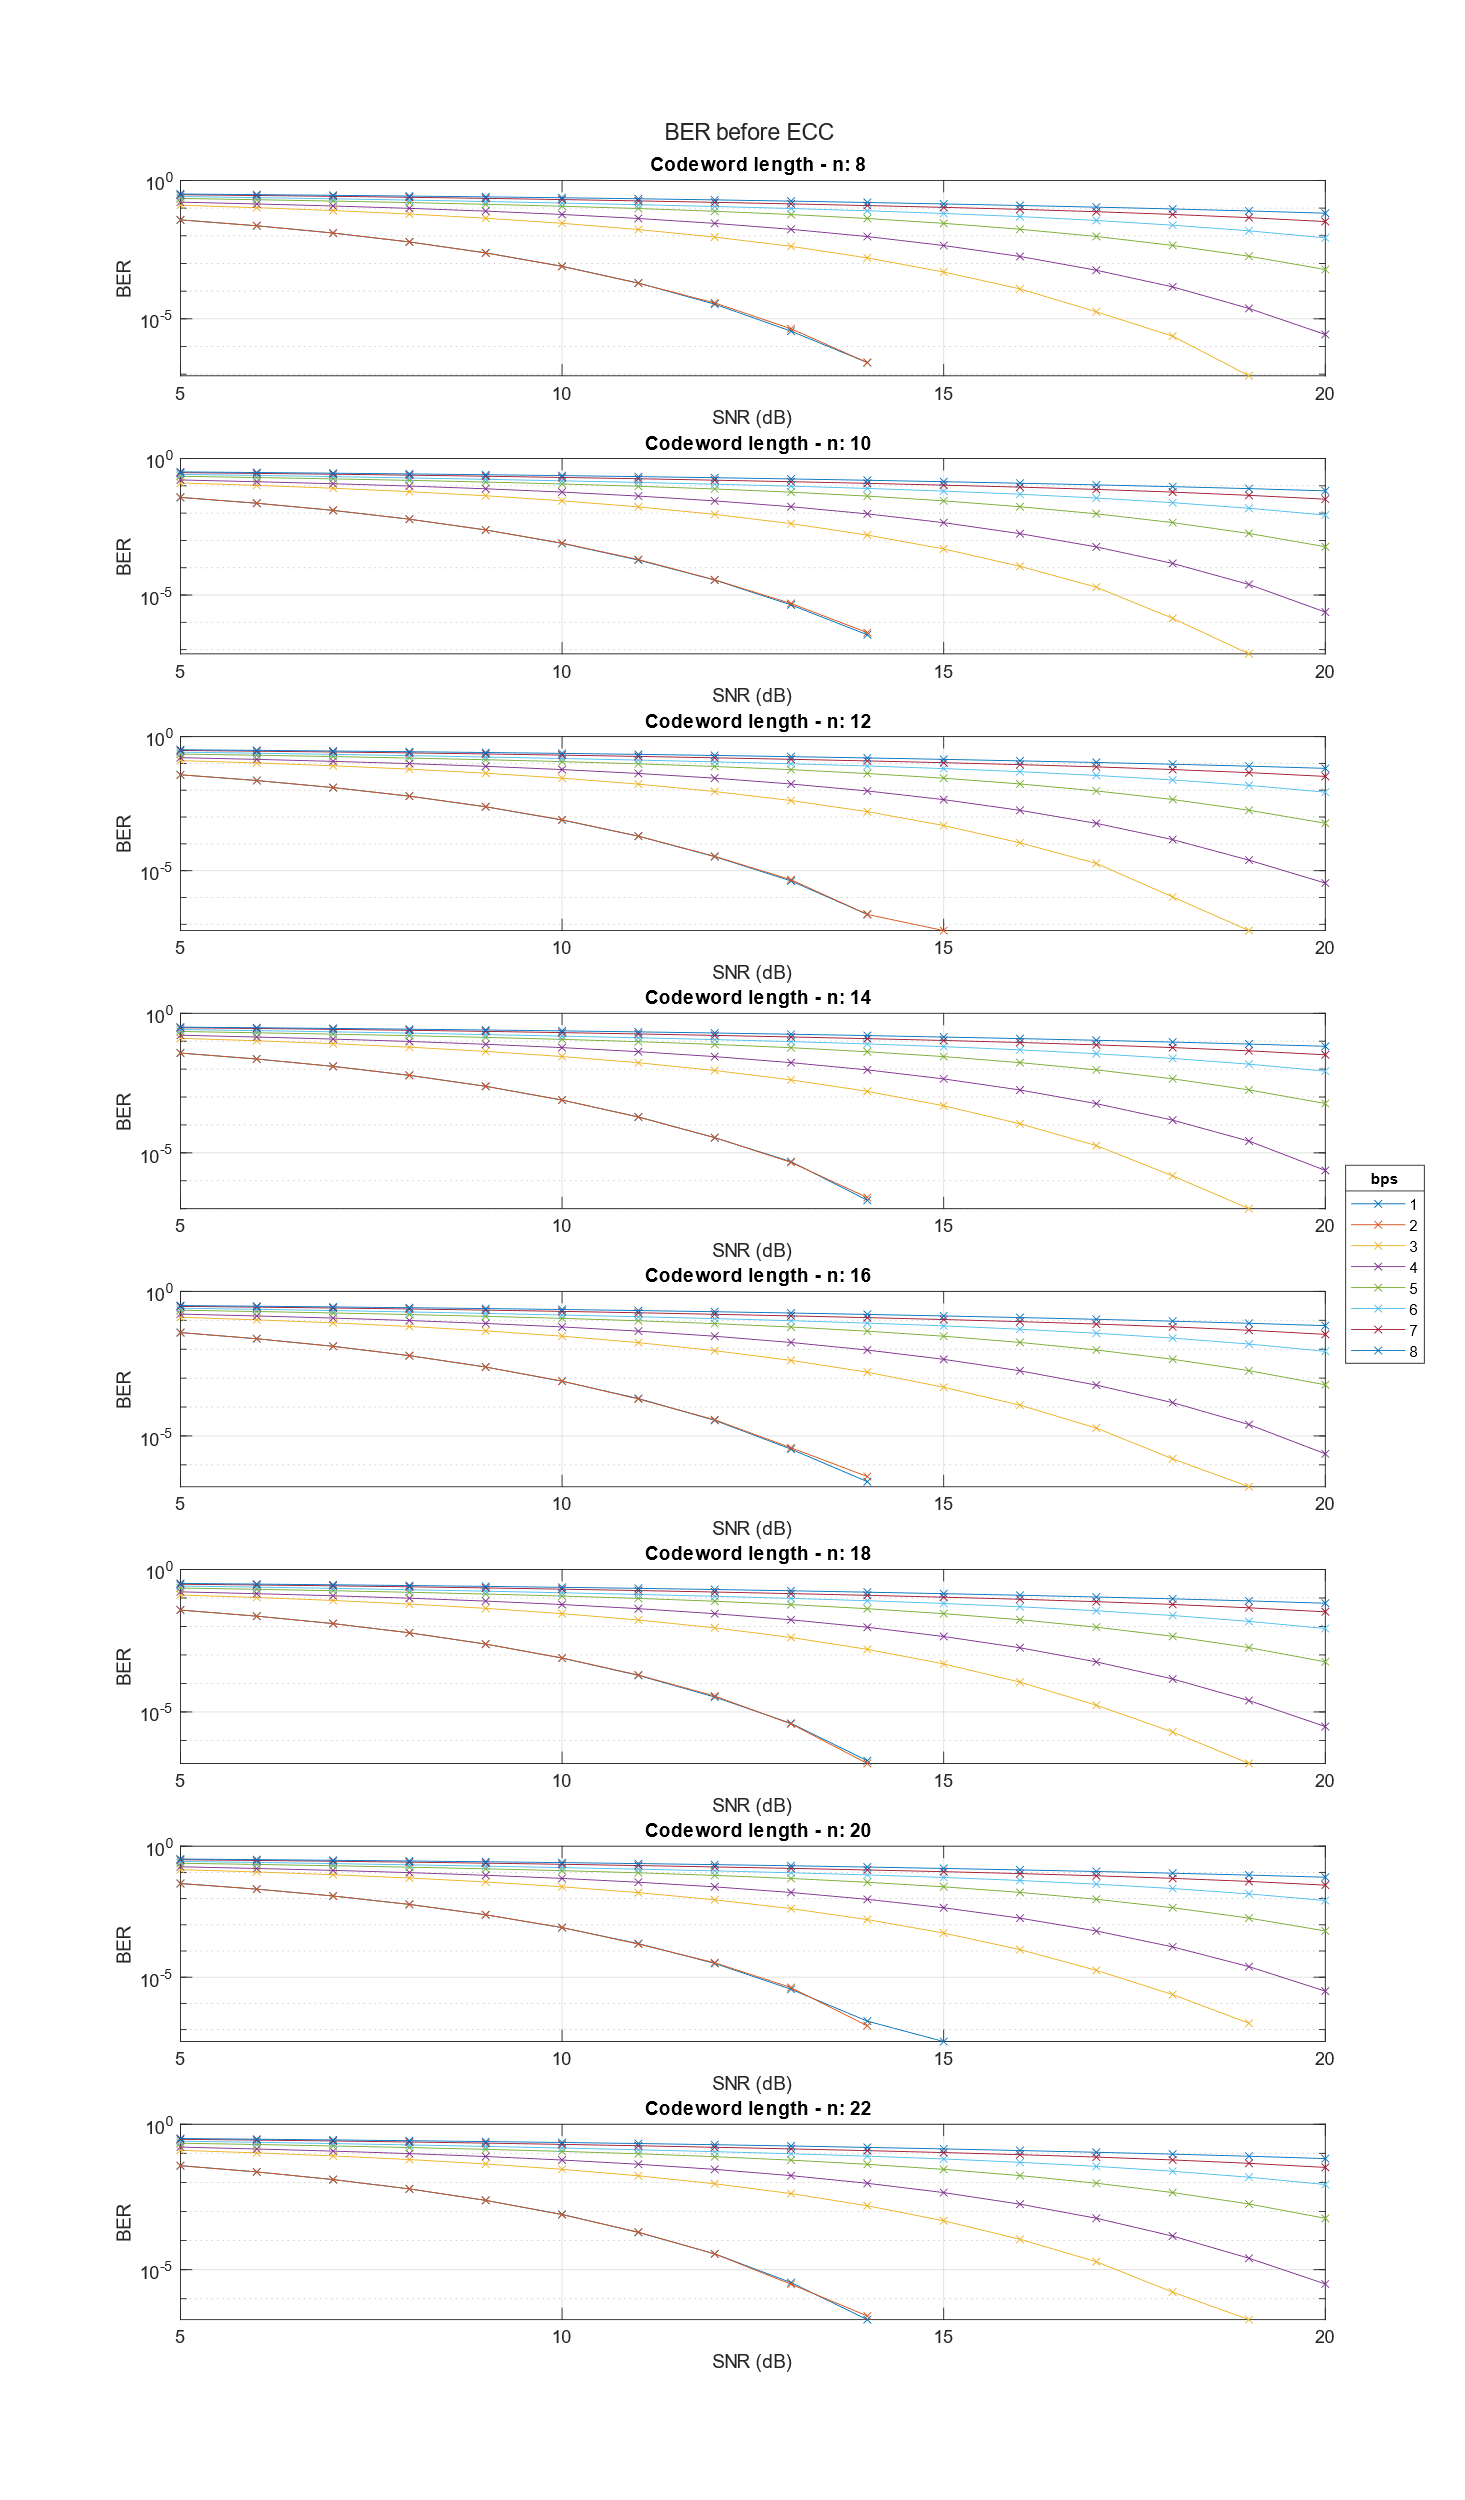 BER before ECC
Codeword length - n: 8
10^0
10^-5
BER
5 10 15 20
SNR (dB)
Codeword length - n: 10
10^0
10^-5
BER
5 10 15 20
SNR (dB)
Codeword length - n: 12
10^0
10^-5
BER
5 10 15 20
SNR (dB)
Codeword length - n: 14
10^0
10^-5
BER
5 10 15 20
SNR (dB)
bps
1
2
3
4
5
6
7
8
Codeword length - n: 16
10^0
10^-5
BER
5 10 15 20
SNR (dB)
Codeword length - n: 18
10^0
10^-5
BER
5 10 15 20
SNR (dB)
Codeword length - n: 20
10^0
10^-5
BER
5 10 15 20
SNR (dB)
Codeword length - n: 22
10^0
10^-5
BER
5 10 15 20
SNR (dB)